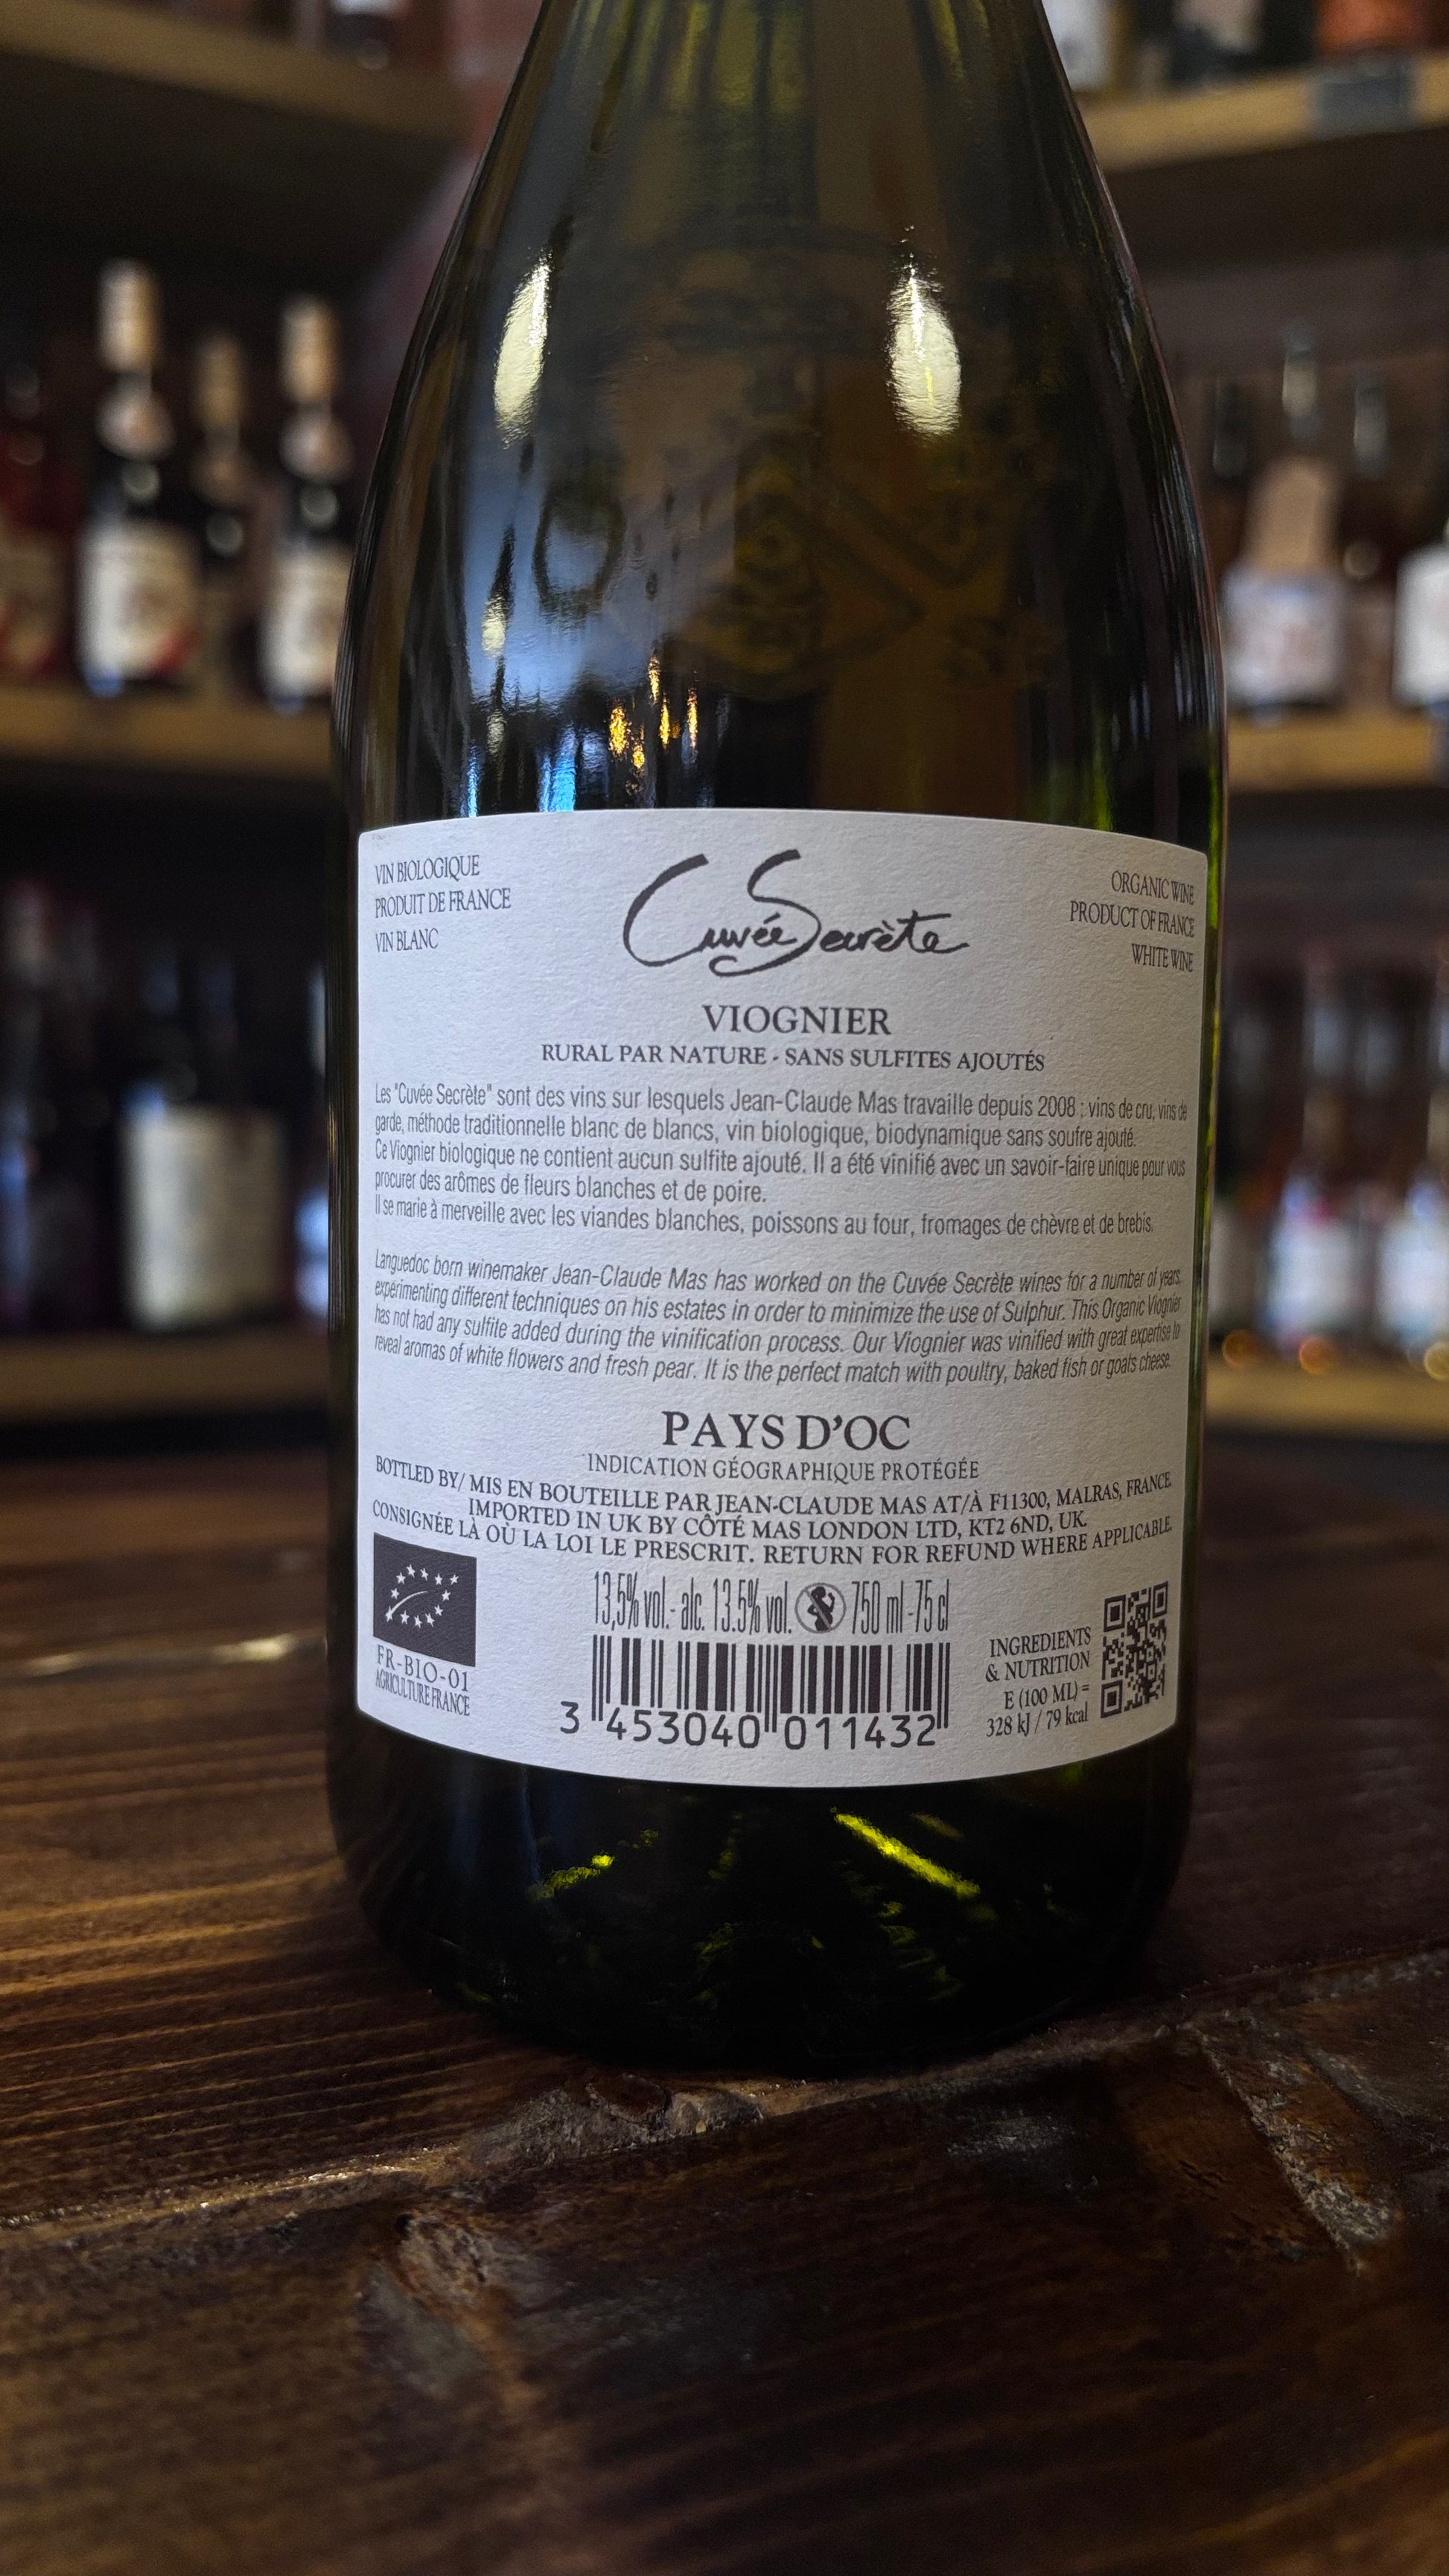 VIN BIOLOGIQUE
PRODUIT DE FRANCE
VIN BLANC
Cuvée Secrète
ORGANIC WINE
PRODUCT OF FRANCE
WHITE WINE
VIOGNIER
RURAL PAR NATURE - SANS SULFITES AJOUTÉS
Les "Cuvée Secrète" sont des vins sur lesquels Jean-Claude Mas travaille depuis 2008 : vins de cru, vins de
garde, méthode traditionnelle blanc de blancs, vin biologique, biodynamique sans soufre ajouté.
Ce Viognier biologique ne contient aucun sulfite ajouté. Il a été vinifié avec un savoir-faire unique pour vous
procurer des arômes de fleurs blanches et de poire.
Il se marie à merveille avec les viandes blanches, poissons au four, fromages de chèvre et de brebis.
Languedoc born winemaker Jean-Claude Mas has worked on the Cuvée Secrète wines for a number of years,
experimenting different techniques on his estates in order to minimize the use of Sulphur. This Organic Viognier
has not had any sulfite added during the vinification process. Our Viognier was vinified with great expertise to
reveal aromas of white flowers and fresh pear. It is the perfect match with poultry, baked fish or goats cheese.
PAYS D'OC
INDICATION GÉOGRAPHIQUE PROTÉGÉE
BOTTLED BY/ MIS EN BOUTEILLE PAR JEAN-CLAUDE MAS AT/À F11300, MALRAS, FRANCE.
IMPORTED IN UK BY CÔTÉ MAS LONDON LTD, KT2 6ND, UK.
CONSIGNÉE LÀ OÙ LA LOI LE PRESCRIT. RETURN FOR REFUND WHERE APPLICABLE.
13,5% vol. - alc. 13.5% vol. 750 ml - 75 cl
FR-BIO-01
AGRICULTURE FRANCE
3 453040 011432
INGREDIENTS
& NUTRITION
E (100 ML) =
328 kJ / 79 kcal